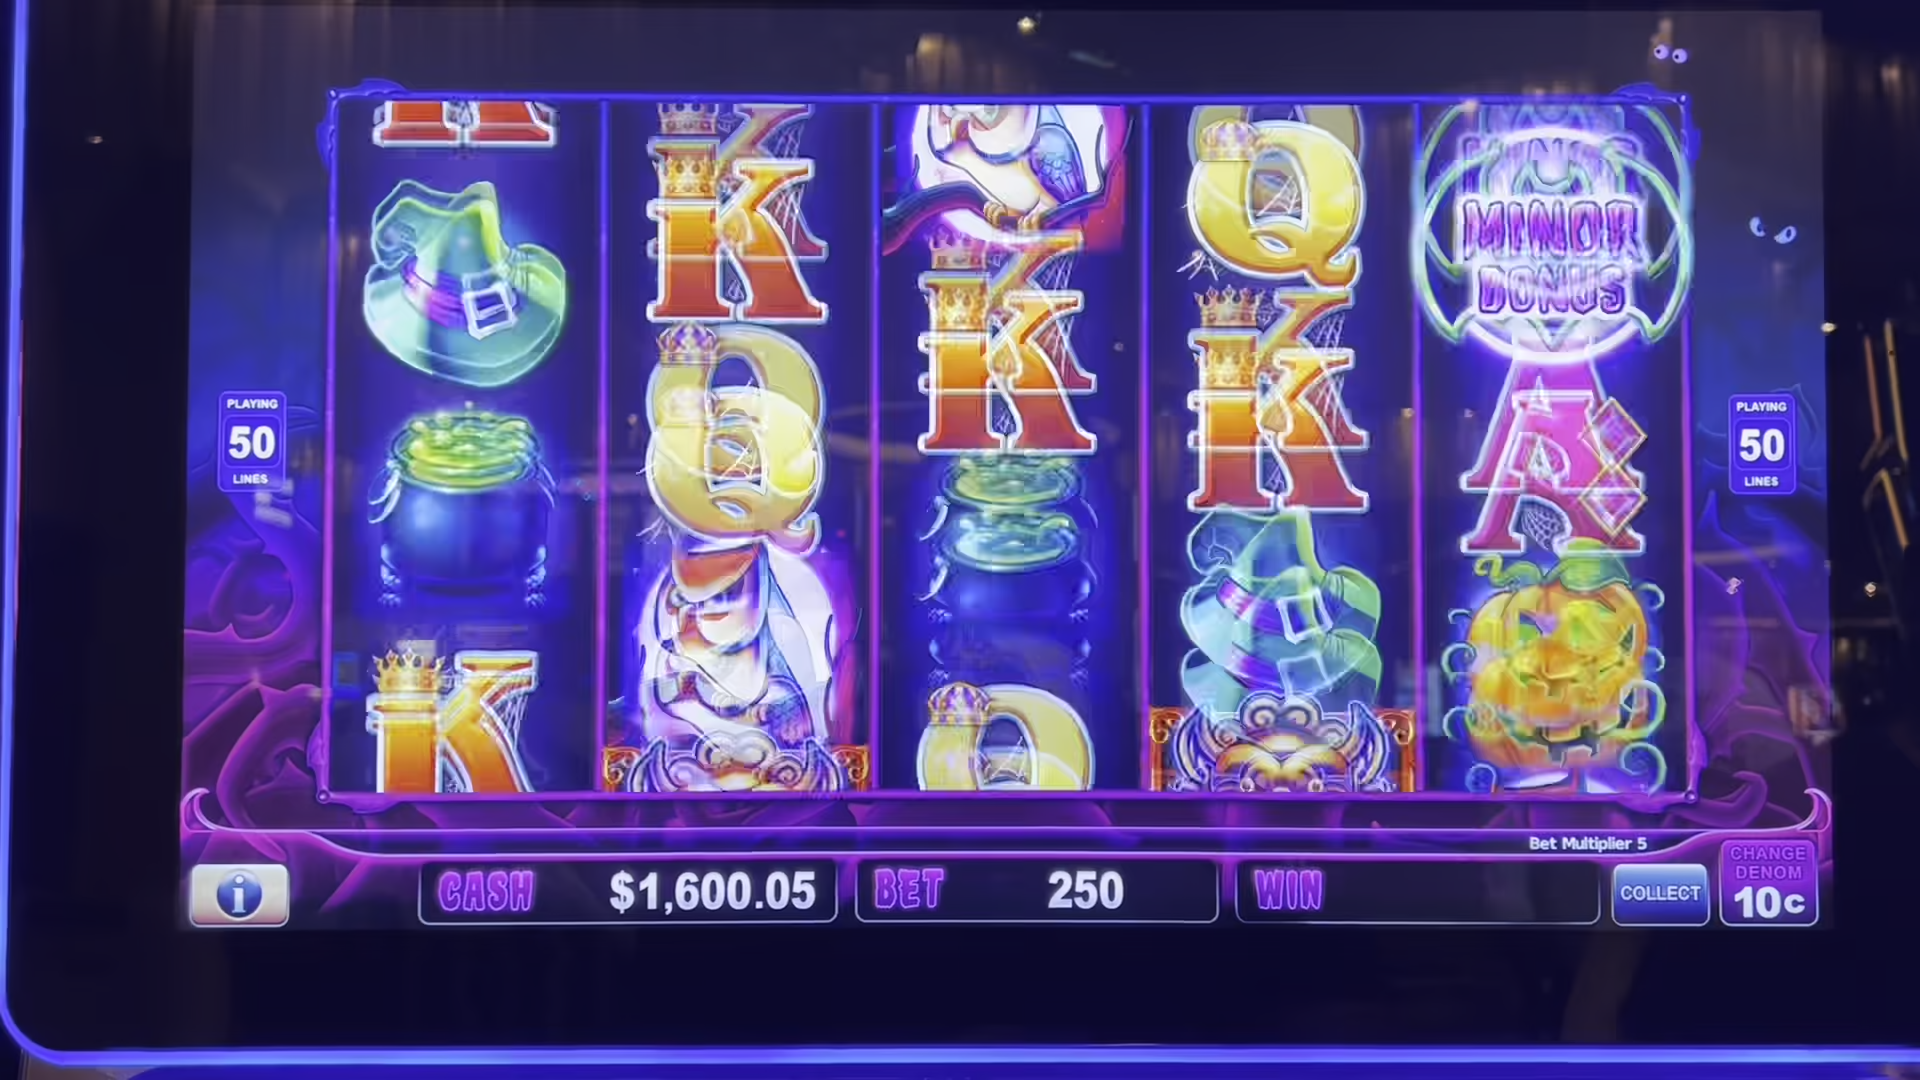 K
K
Q
MINOR
BONUS
K
Q
K
A
K
Q
PLAYING
50
LINES
PLAYING
50
LINES
Bet Multiplier 5
CASH $1,600.05
BET 250
WIN
COLLECT
CHANGE
DENOM
10c
i